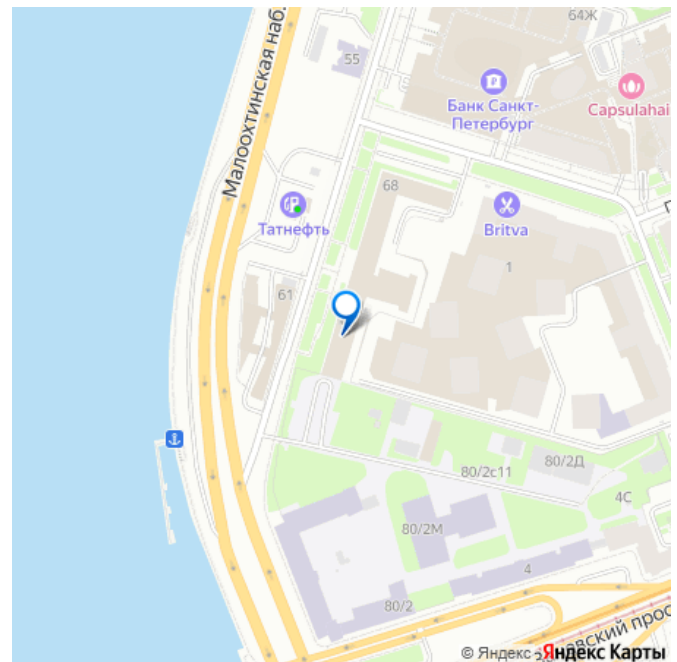 64Ж
Малоохтинская наб.
55
Банк Санкт-
Петербург
Capsulahai
68
Татнефть
Britva
1
61
80/2с11
80/2Д
4С
80/2М
4
80/2
вский прос
© Яндекс Яндекс Карты